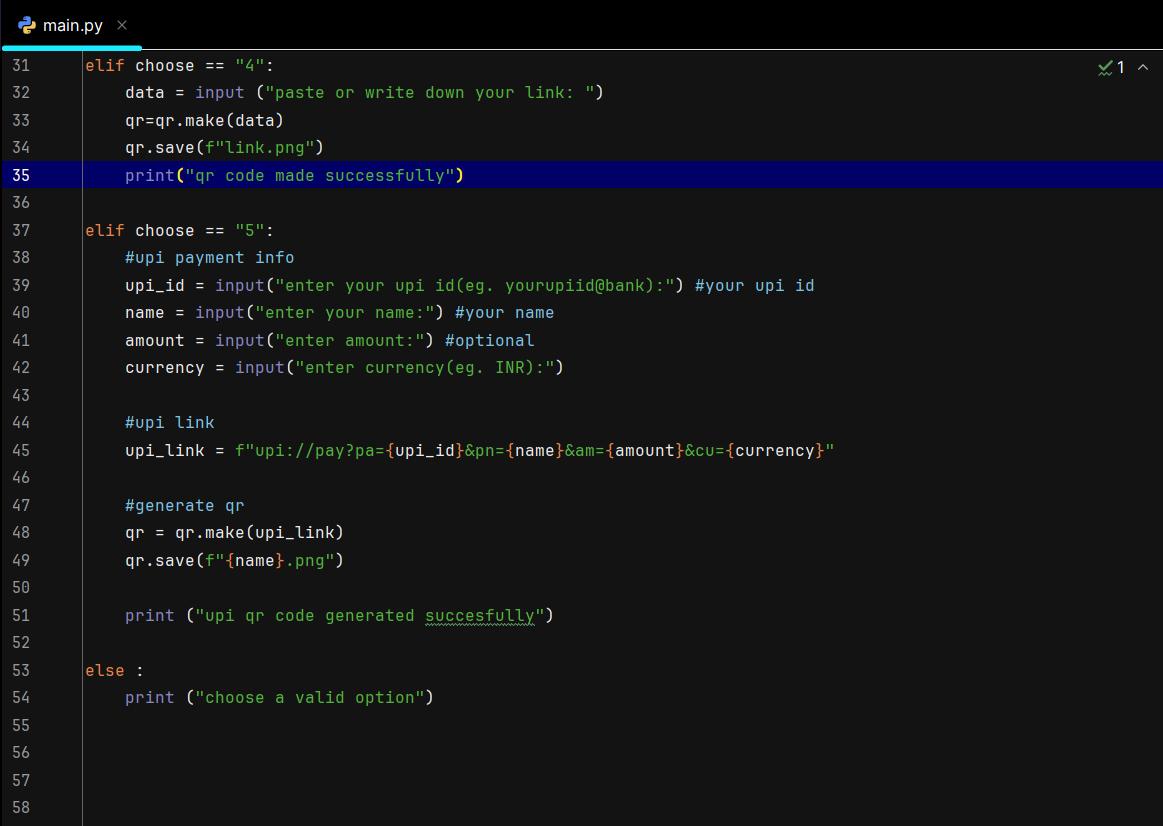 main.py
1
31 elif choose == "4":
32 data = input ("paste or write down your link: ")
33 qr=qr.make(data)
34 qr.save(f"link.png")
35 print("qr code made successfully")
36
37 elif choose == "5":
38 #upi payment info
39 upi_id = input("enter your upi id(eg. yourupiid@bank):") #your upi id
40 name = input("enter your name:") #your name
41 amount = input("enter amount:") #optional
42 currency = input("enter currency(eg. INR):")
43
44 #upi link
45 upi_link = f"upi://pay?pa={upi_id}&pn={name}&am={amount}&cu={currency}"
46
47 #generate qr
48 qr = qr.make(upi_link)
49 qr.save(f"{name}.png")
50
51 print ("upi qr code generated succesfully")
52
53 else :
54 print ("choose a valid option")
55
56
57
58